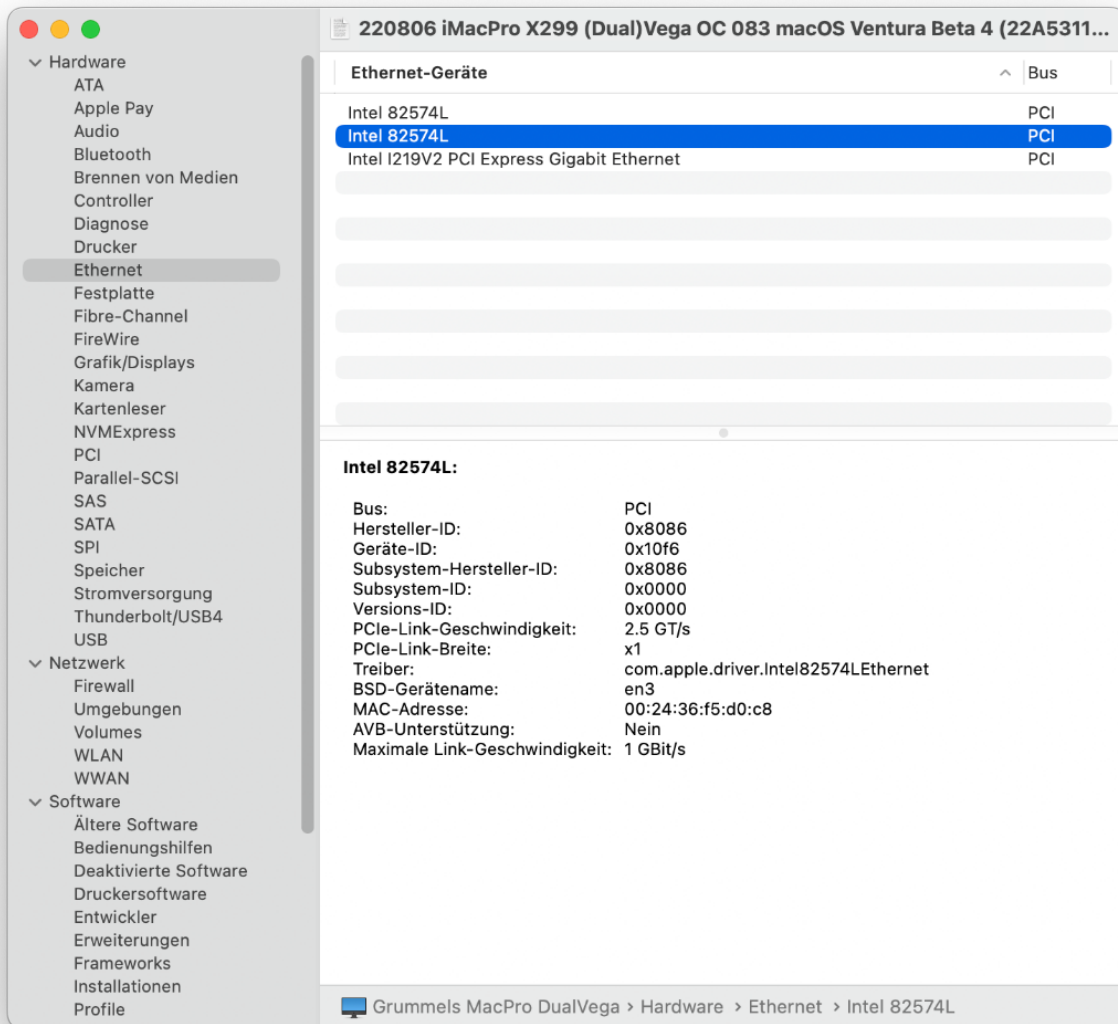 220806 iMacPro X299 (Dual)Vega OC 083 macOS Ventura Beta 4 (22A5311...
Hardware
ATA
Apple Pay
Audio
Bluetooth
Brennen von Medien
Controller
Diagnose
Drucker
Ethernet
Festplatte
Fibre-Channel
FireWire
Grafik/Displays
Kamera
Kartenleser
NVMExpress
PCI
Parallel-SCSI
SAS
SATA
SPI
Speicher
Stromversorgung
Thunderbolt/USB4
USB
Netzwerk
Firewall
Umgebungen
Volumes
WLAN
WWAN
Software
Ältere Software
Bedienungshilfen
Deaktivierte Software
Druckersoftware
Entwickler
Erweiterungen
Frameworks
Installationen
Profile
Ethernet-Geräte Bus
Intel 82574L PCI
Intel 82574L PCI
Intel I219V2 PCI Express Gigabit Ethernet PCI
Intel 82574L:
Bus: PCI
Hersteller-ID: 0x8086
Geräte-ID: 0x10f6
Subsystem-Hersteller-ID: 0x8086
Subsystem-ID: 0x0000
Versions-ID: 0x0000
PCIe-Link-Geschwindigkeit: 2.5 GT/s
PCIe-Link-Breite: x1
Treiber: com.apple.driver.Intel82574LEthernet
BSD-Gerätename: en3
MAC-Adresse: 00:24:36:f5:d0:c8
AVB-Unterstützung: Nein
Maximale Link-Geschwindigkeit: 1 GBit/s
Grummels MacPro DualVega › Hardware › Ethernet › Intel 82574L